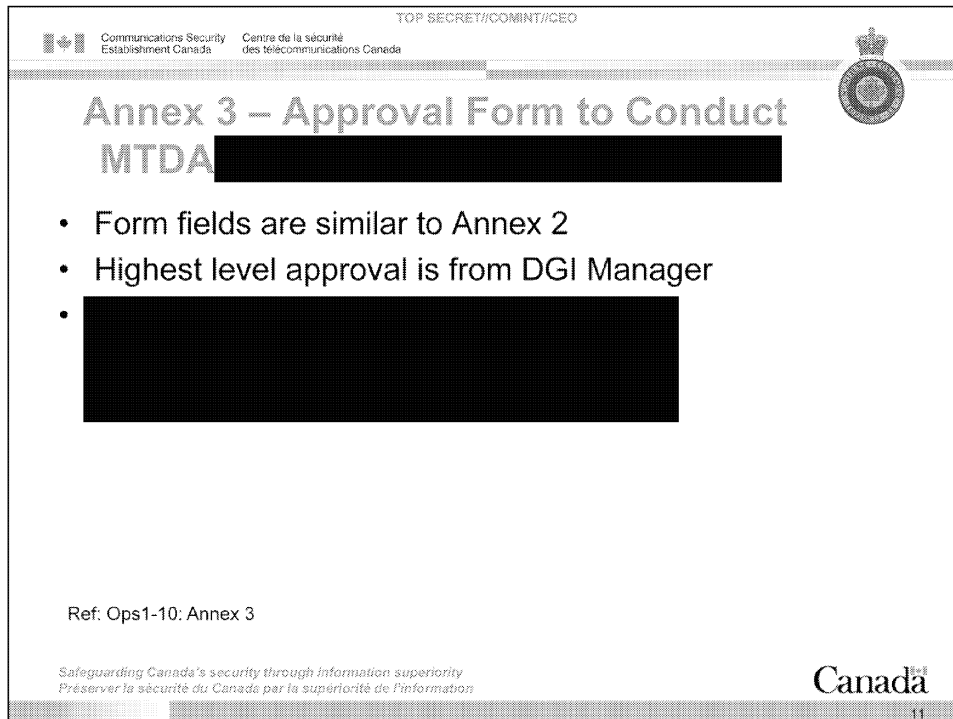 TOP SECRET//COMINT//CEO
Communications Security Centre de la sécurité
Establishment Canada des télécommunications Canada
Annex 3 – Approval Form to Conduct
MTDA
• Form fields are similar to Annex 2
• Highest level approval is from DGI Manager
•
Ref: Ops1-10: Annex 3
Safeguarding Canada's security through information superiority
Préserver la sécurité du Canada par la supériorité de l'information
Canada
11